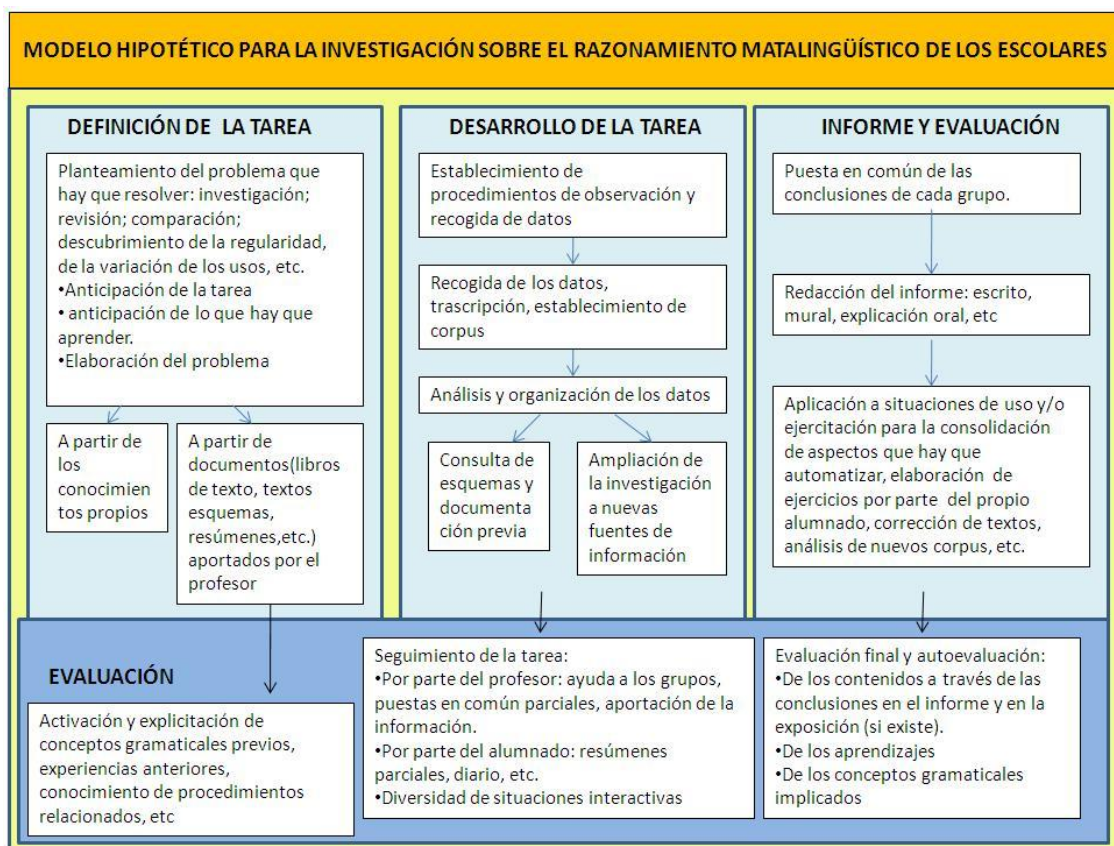 MODELO HIPOTÉTICO PARA LA INVESTIGACIÓN SOBRE EL RAZONAMIENTO MATALINGÜÍSTICO DE LOS ESCOLARES
DEFINICIÓN DE LA TAREA
Planteamiento del problema que
hay que resolver: investigación;
revisión; comparación;
descubrimiento de la regularidad,
de la variación de los usos, etc.
•Anticipación de la tarea
• anticipación de lo que hay que
aprender.
•Elaboración del problema
A partir de
los
conocimien
tos propios
A partir de
documentos(libros
de texto, textos
esquemas,
resúmenes,etc.)
aportados por el
profesor
DESARROLLO DE LA TAREA
Establecimiento de
procedimientos de observación y
recogida de datos
Recogida de los datos,
trascripción, establecimiento de
corpus
Análisis y organización de los datos
Consulta de
esquemas y
documenta
ción previa
Ampliación de
la investigación
a nuevas
fuentes de
información
INFORME Y EVALUACIÓN
Puesta en común de las
conclusiones de cada grupo.
Redacción del informe: escrito,
mural, explicación oral, etc
Aplicación a situaciones de uso y/o
ejercitación para la consolidación
de aspectos que hay que
automatizar, elaboración de
ejercicios por parte del propio
alumnado, corrección de textos,
análisis de nuevos corpus, etc.
EVALUACIÓN
Activación y explicitación de
conceptos gramaticales previos,
experiencias anteriores,
conocimiento de procedimientos
relacionados, etc
Seguimiento de la tarea:
•Por parte del profesor: ayuda a los grupos,
puestas en común parciales, aportación de la
información.
•Por parte del alumnado: resúmenes
parciales, diario, etc.
•Diversidad de situaciones interactivas
Evaluación final y autoevaluación:
•De los contenidos a través de las
conclusiones en el informe y en la
exposición (si existe).
•De los aprendizajes
•De los conceptos gramaticales
implicados